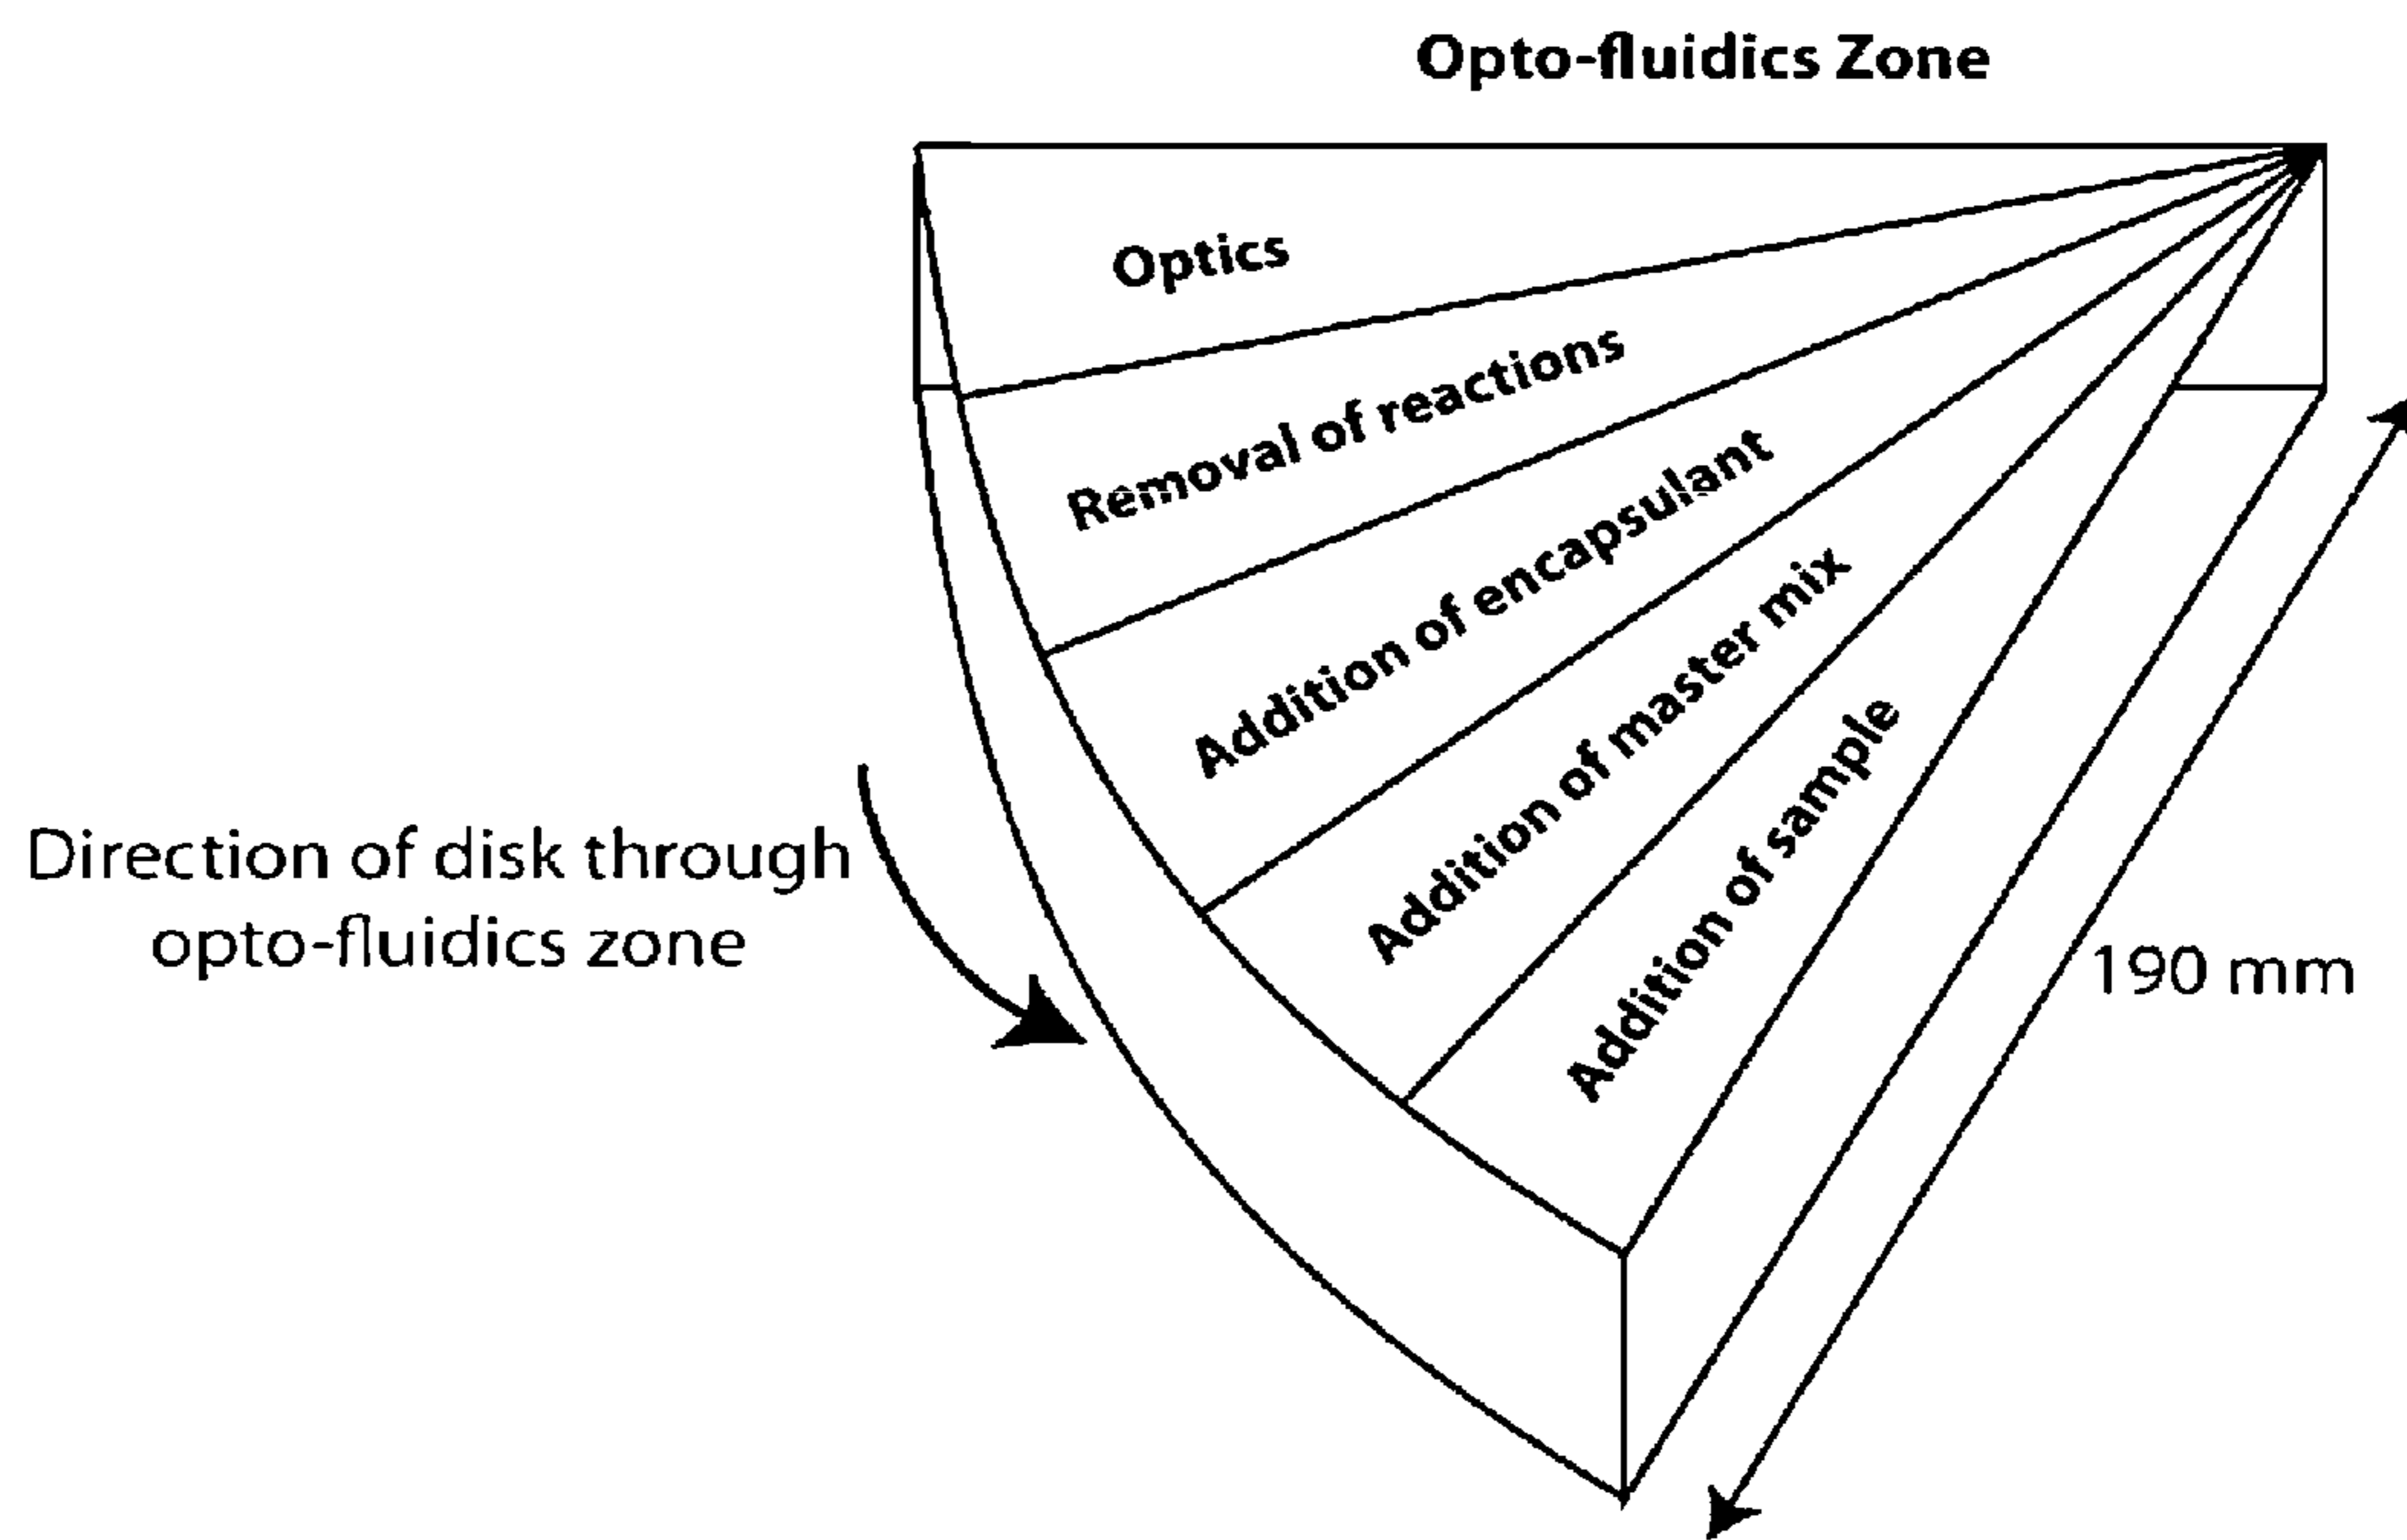 Opto-fluidics Zone
Optics
Removal of reactions
Addition of encapsulant
Addition of master mix
Addition of sample
Direction of disk through
opto-fluidics zone
190 mm